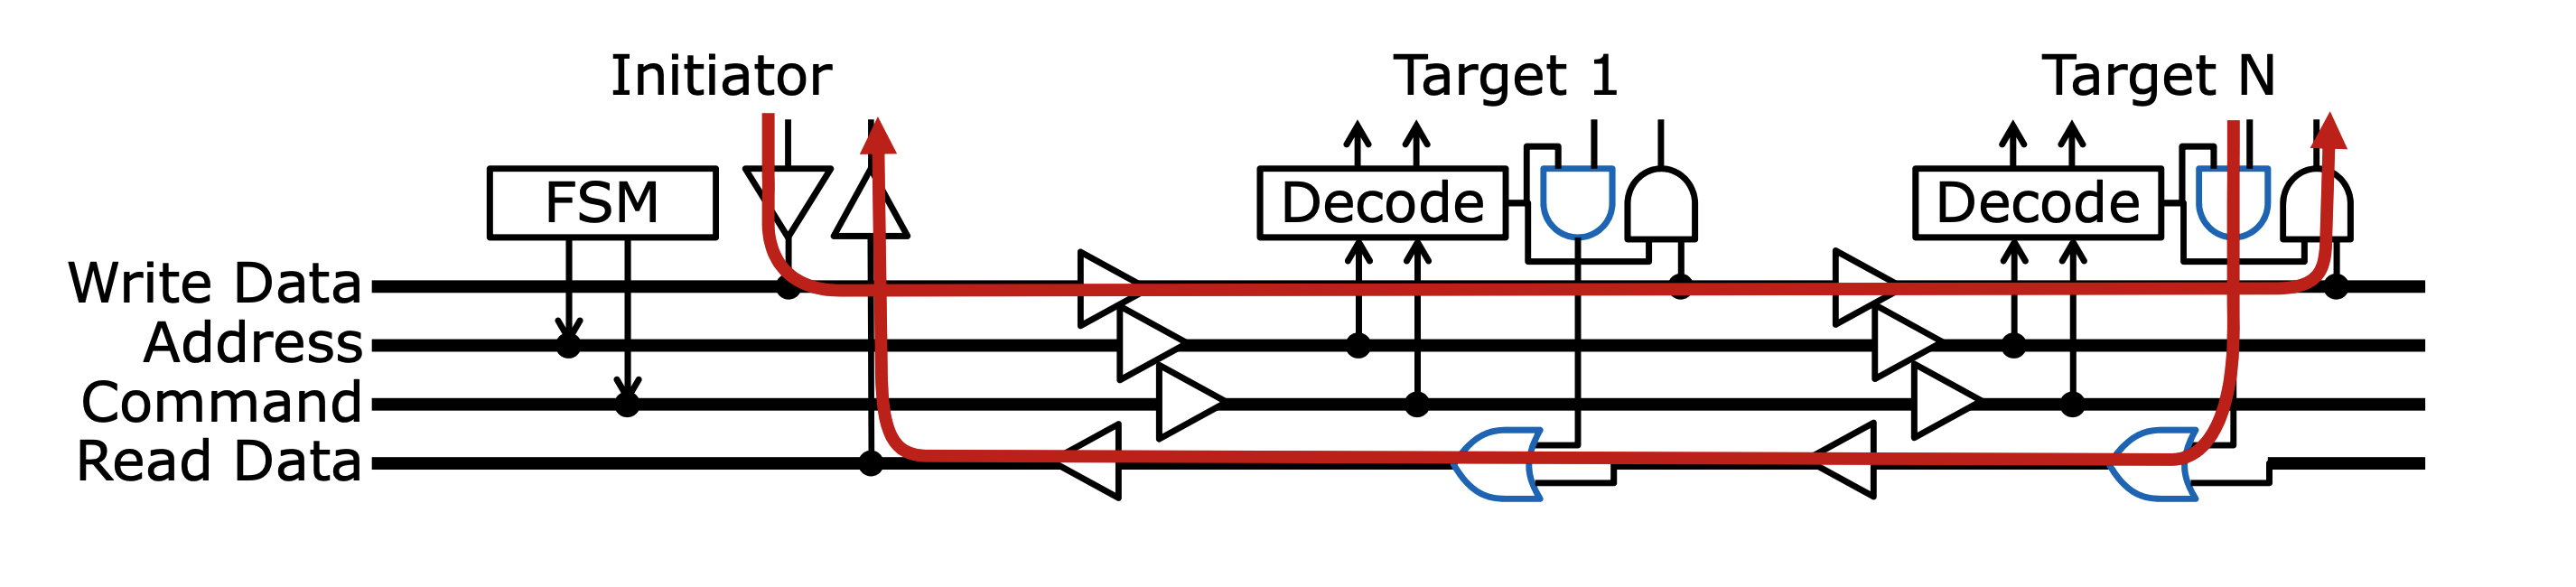 Initiator
Target 1
Target N
FSM
Decode
Decode
Write Data
Address
Command
Read Data